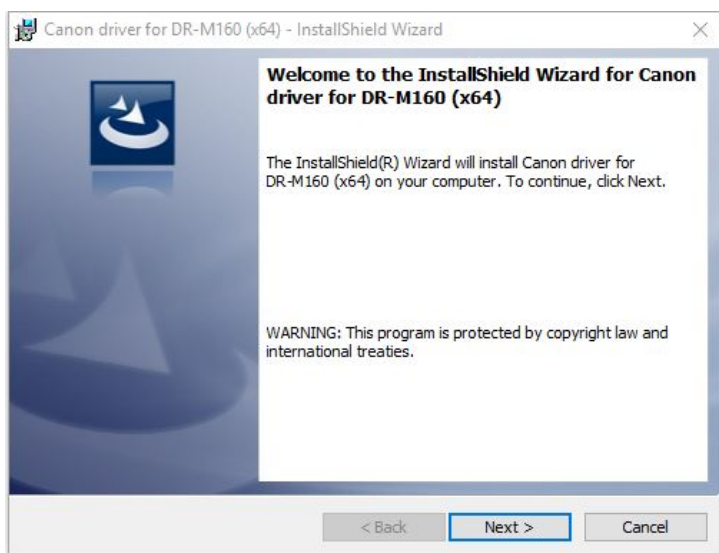 Canon driver for DR-M160 (x64) - InstallShield Wizard
Welcome to the InstallShield Wizard for Canon
driver for DR-M160 (x64)
The InstallShield(R) Wizard will install Canon driver for
DR-M160 (x64) on your computer. To continue, click Next.
WARNING: This program is protected by copyright law and
international treaties.
< Back Next > Cancel